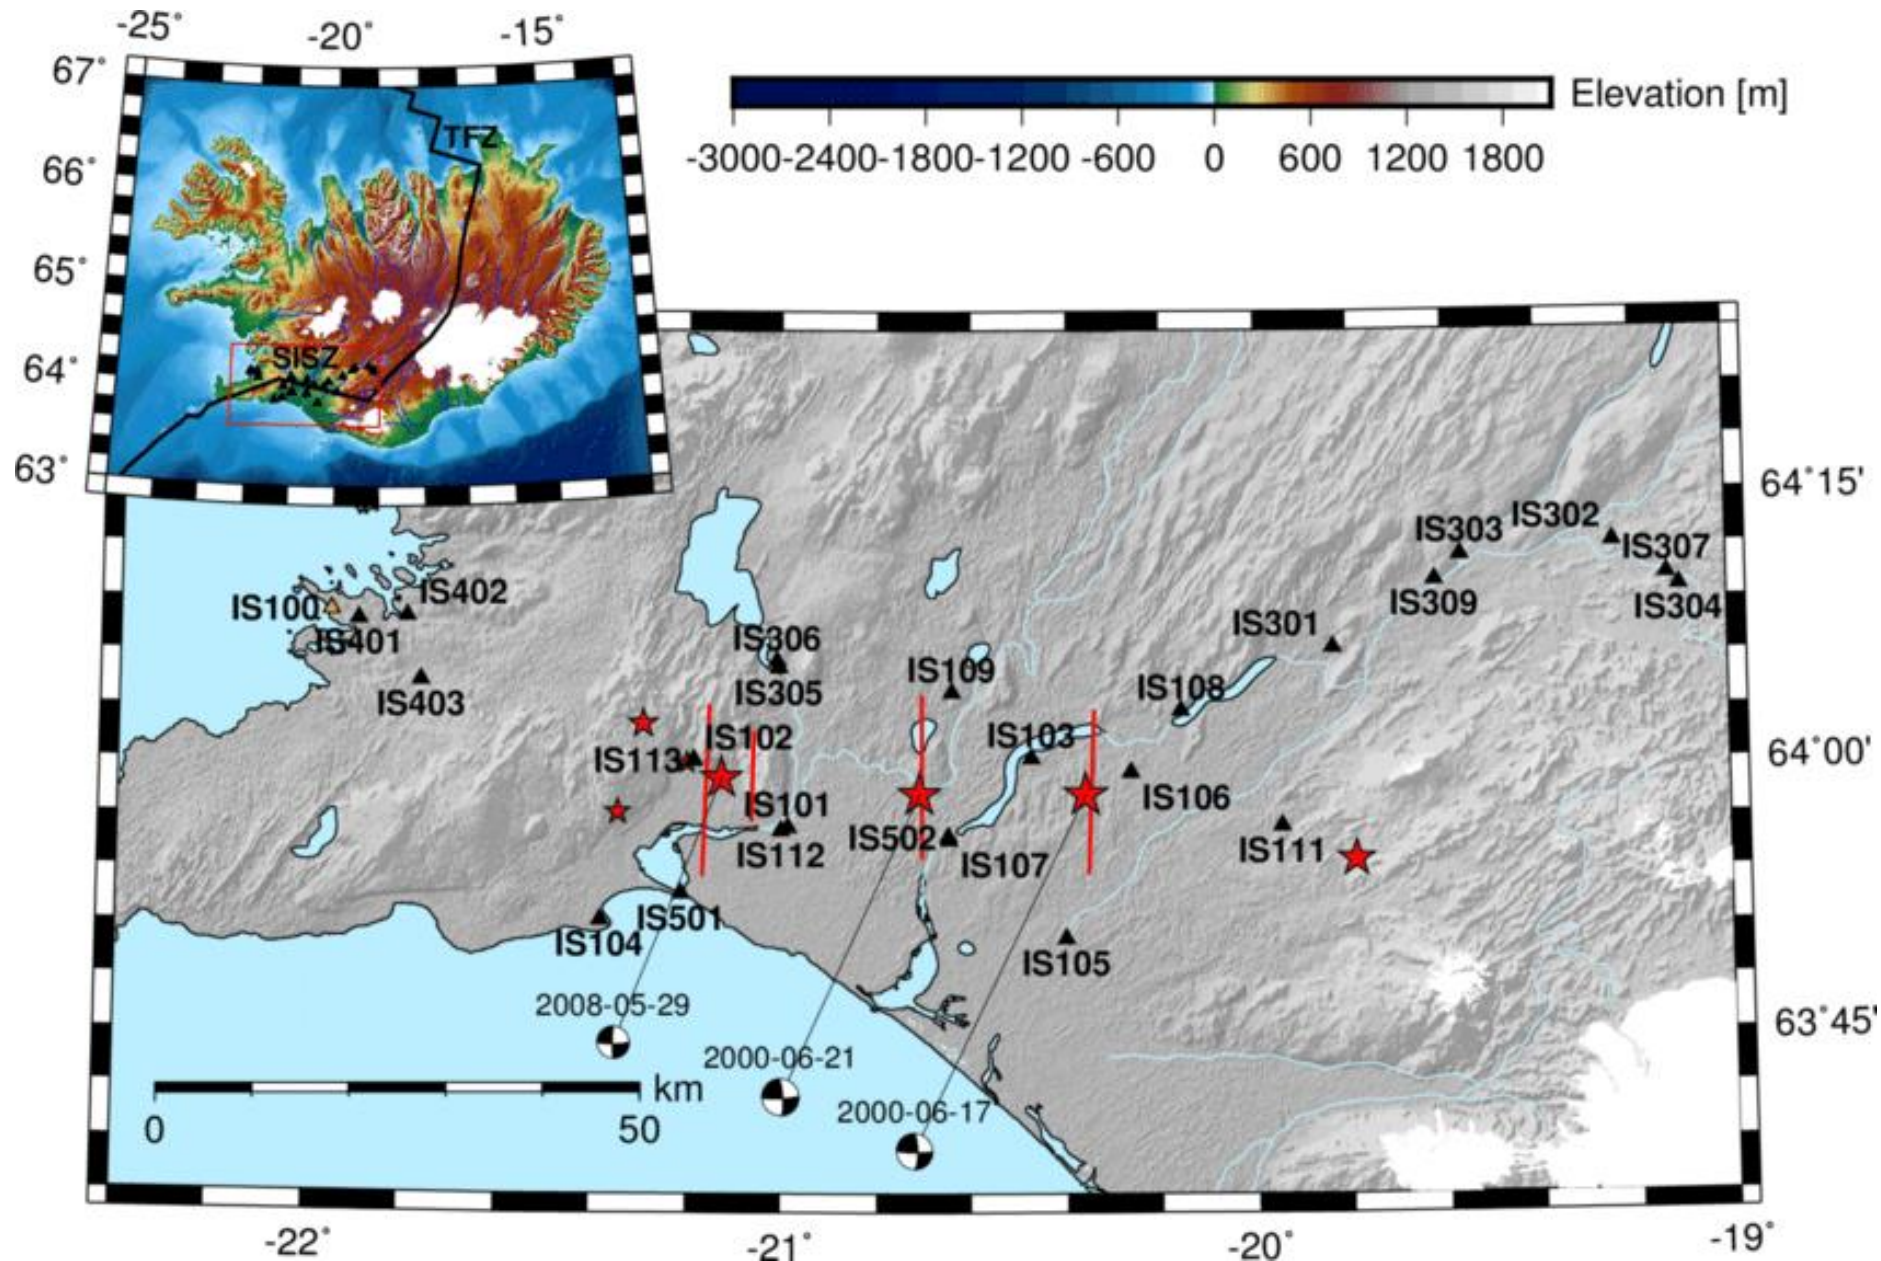 -25° -20° -15°
67°
66°
65°
64°
63°
TFZ
SISZ
Elevation [m]
-3000 -2400 -1800 -1200 -600 0 600 1200 1800
64°15'
64°00'
63°45'
IS303
IS302
IS307
IS309
IS304
IS402
IS100
IS401
IS301
IS306
IS109
IS305
IS403
IS108
IS102
IS103
IS113
IS106
IS101
IS502
IS112
IS107
IS111
IS501
IS104
IS105
2008-05-29
2000-06-21
2000-06-17
km
0 50
-22° -21° -20° -19°